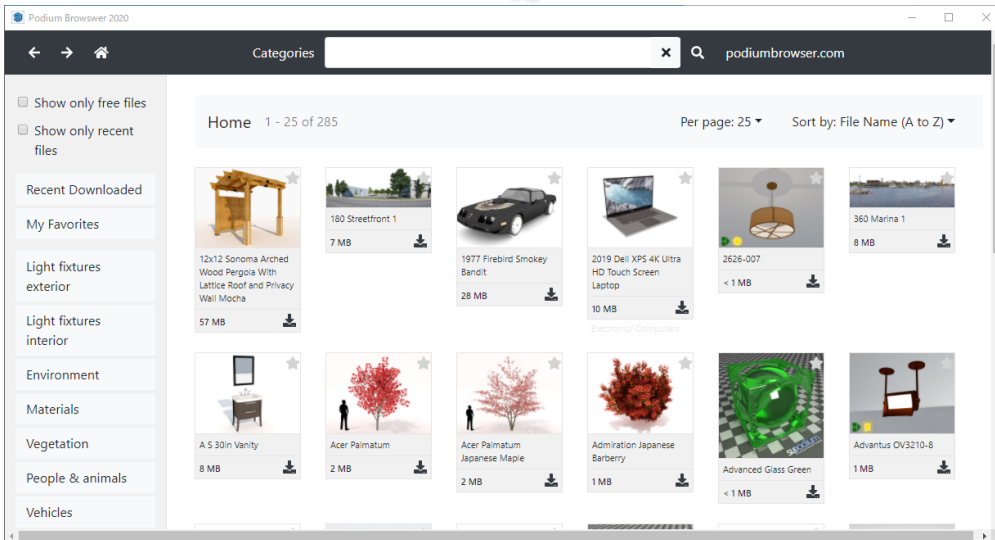 Podium Browswer 2020
Categories
podiumbrowser.com
Show only free files
Show only recent
files
Recent Downloaded
My Favorites
Light fixtures
exterior
Light fixtures
interior
Environment
Materials
Vegetation
People & animals
Vehicles
Home 1 - 25 of 285
Per page: 25
Sort by: File Name (A to Z)
12x12 Sonoma Arched
Wood Pergola With
Lattice Roof and Privacy
Wall Mocha
57 MB
180 Streetfront 1
7 MB
1977 Firebird Smokey
Bandit
28 MB
2019 Dell XPS 4K Ultra
HD Touch Screen
Laptop
10 MB
Electronic/ Computers
2626-007
< 1 MB
360 Marina 1
8 MB
A S 30in Vanity
8 MB
Acer Palmatum
2 MB
Acer Palmatum
Japanese Maple
2 MB
Admiration Japanese
Barberry
1 MB
SUPODIUM
Advanced Glass Green
< 1 MB
Advantus OV3210-8
1 MB